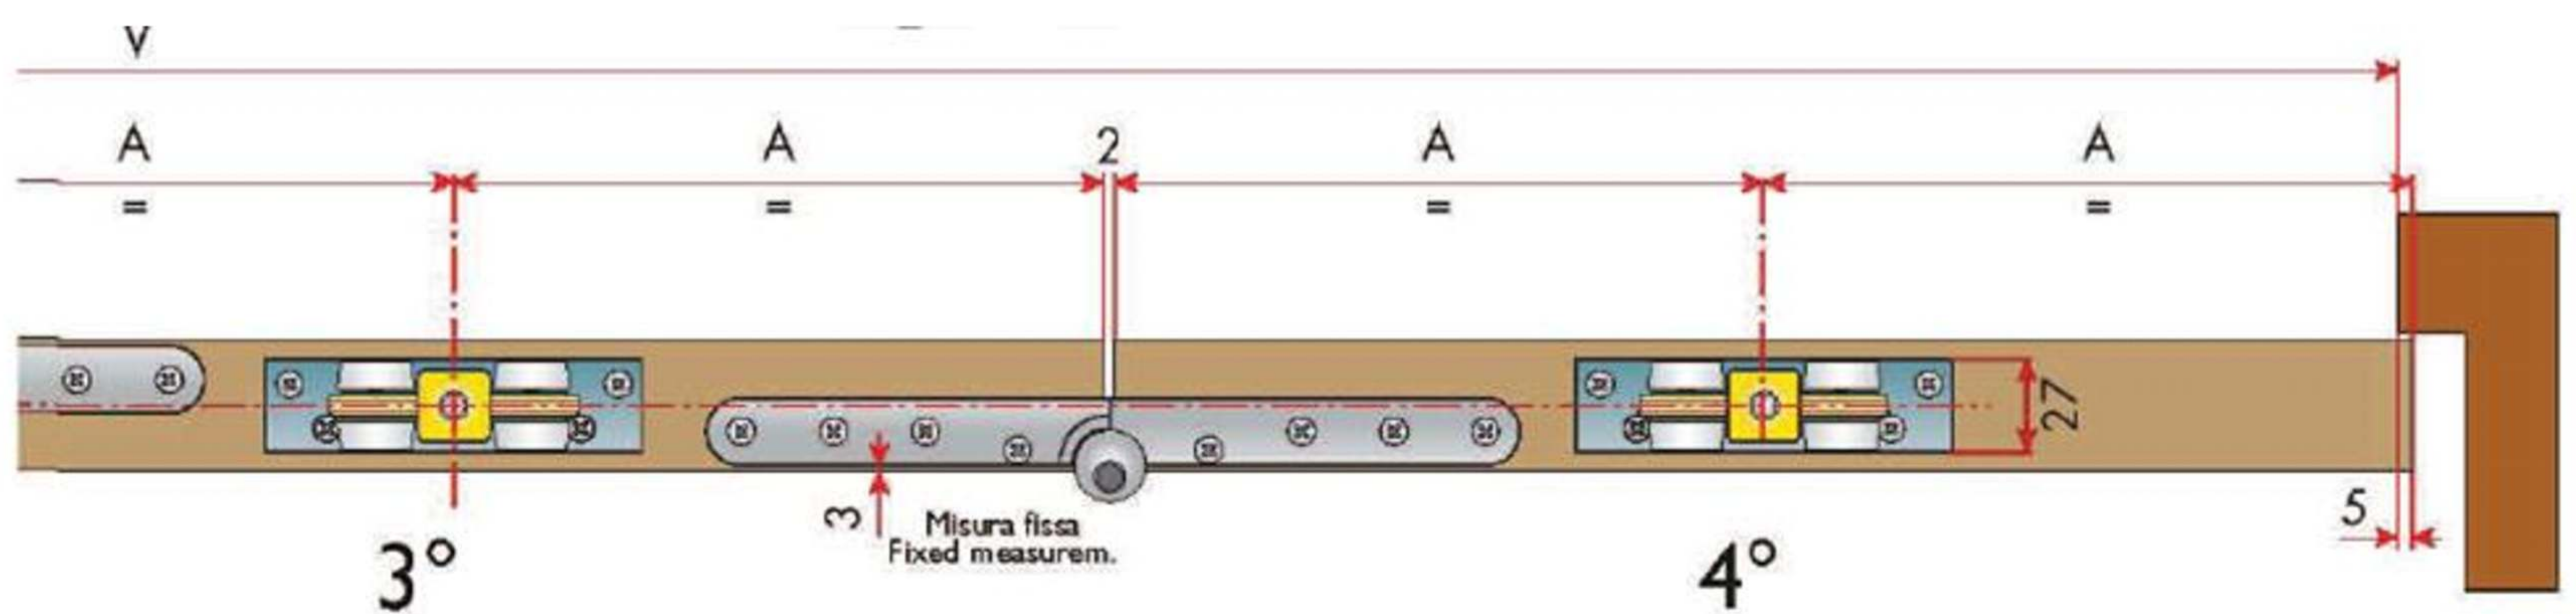 V
A A 2 A A
= = = =
27
3
5
Misura fissa
Fixed measurem.
3° 4°